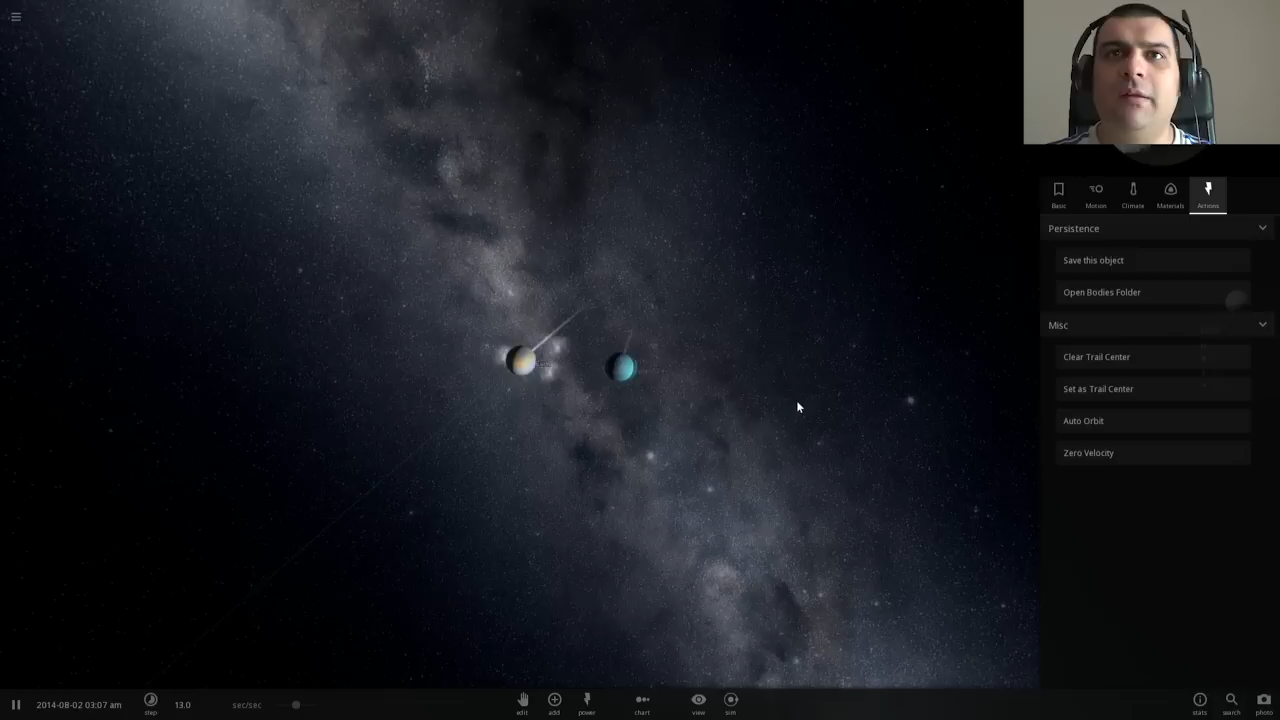 Basic
Motion
Climate
Materials
Actions
Persistence
Save this object
Open Bodies Folder
Misc
Clear Trail Center
Set as Trail Center
Auto Orbit
Zero Velocity
2014-08-02 03:07 am
step
13.0
sec/sec
edit
add
power
chart
view
sim
stats
search
photo